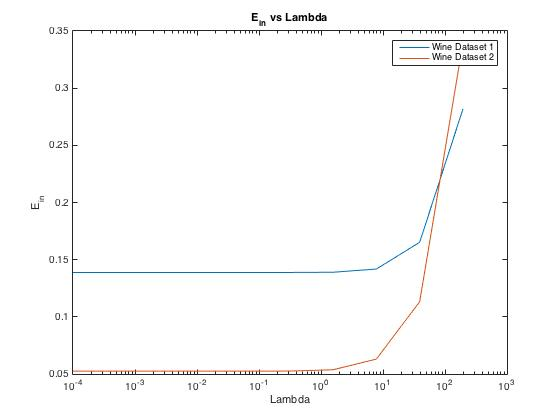 E_in vs Lambda
Wine Dataset 1
Wine Dataset 2
0.35
0.3
0.25
0.2
0.15
0.1
0.05
E_in
10^-4 10^-3 10^-2 10^-1 10^0 10^1 10^2 10^3
Lambda